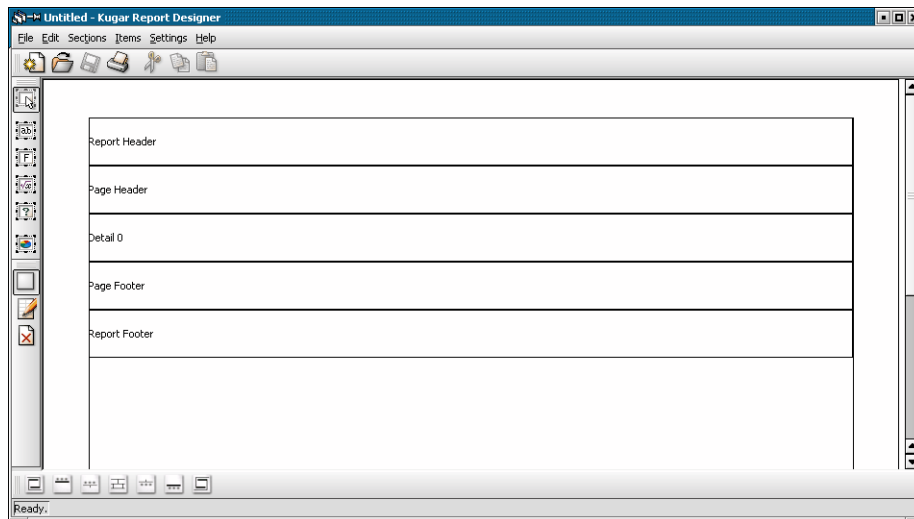 Untitled - Kugar Report Designer
File Edit Sections Items Settings Help
ab
F
√α
?
Report Header
Page Header
Detail 0
Page Footer
Report Footer
Ready.